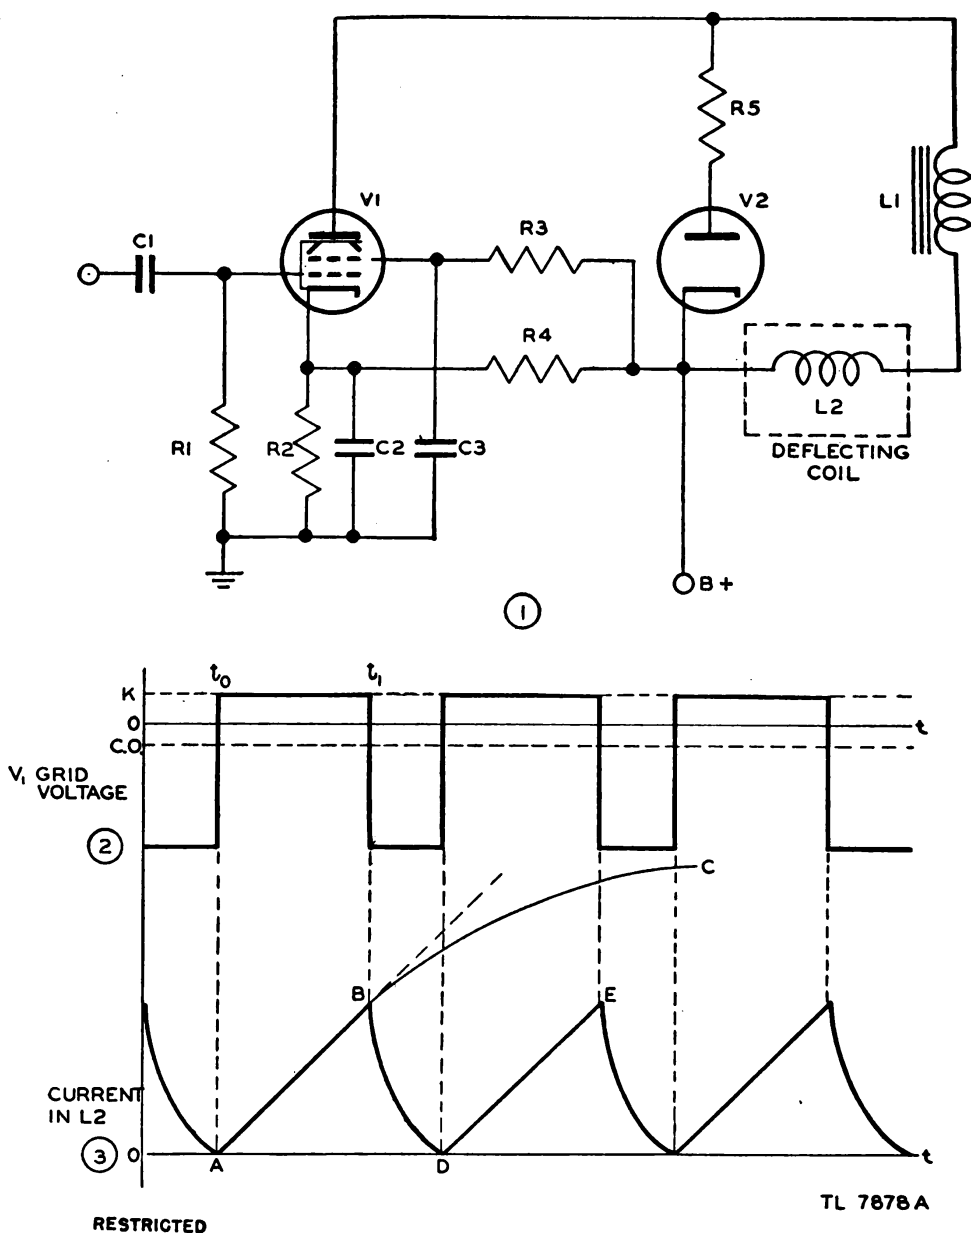 R5
V1
V2
L1
C1
R3
R4
L2
R1
R2
C2
C3
DEFLECTING
COIL
B+
1
t₀
t₁
K
0
t
C.O
V₁ GRID
VOLTAGE
2
C
B
E
CURRENT
IN L2
3
0
A
D
t
TL 7878A
RESTRICTED